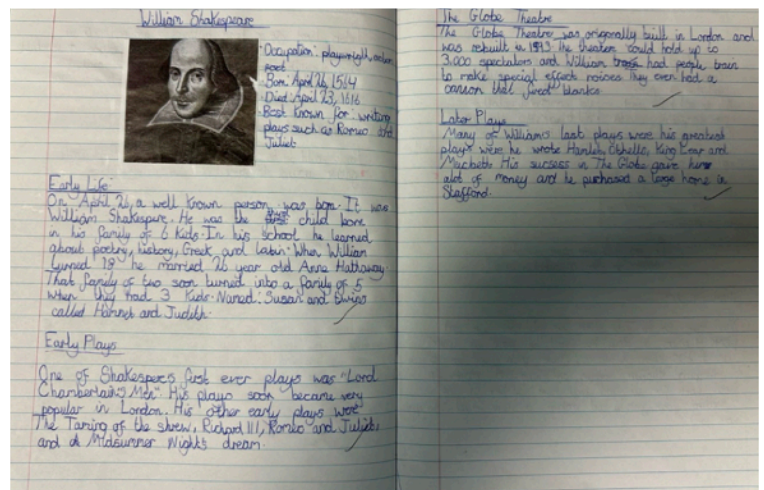 William Shakespeare
Occupation: playwright, actor,
poet
Born: April 26 1564
Died: April 23, 1616
Best known for: writing
plays such as Romeo and
Juliet
Early Life:
On April 26, a well known person was born. It was
William Shakespere. He was the child born
in his family of 6 kids. In his school he learned
about poetry, history, Greek and latin. When William
turned 18 he married 26 year old Anne Hathaway.
That family of two soon turned into a family of 5
when they had 3 kids. Named: Susan and twins
called Hamnet and Judith.
Early Plays
One of Shakesperes first ever plays was "Lord
Chamberlain's Men" His plays soon became very
popular in London. His other early plays were
The Taming of the shrew, Richard III, Romeo and Juliet,
and A Midsummer Nights dream.
The Globe Theatre
The Globe Theatre was originally built in London and
was rebuilt in the theatre could hold up to
3,000 spectators and William had people train
to make special effect noises they even had a
cannon that fired blanks
Later Plays
Many of William's last plays were his greatest
plays were he wrote Hamlet, Othello, King Lear and
Macbeth His success in The Globe gave
alot of money and he purchased a large home in
Stafford.